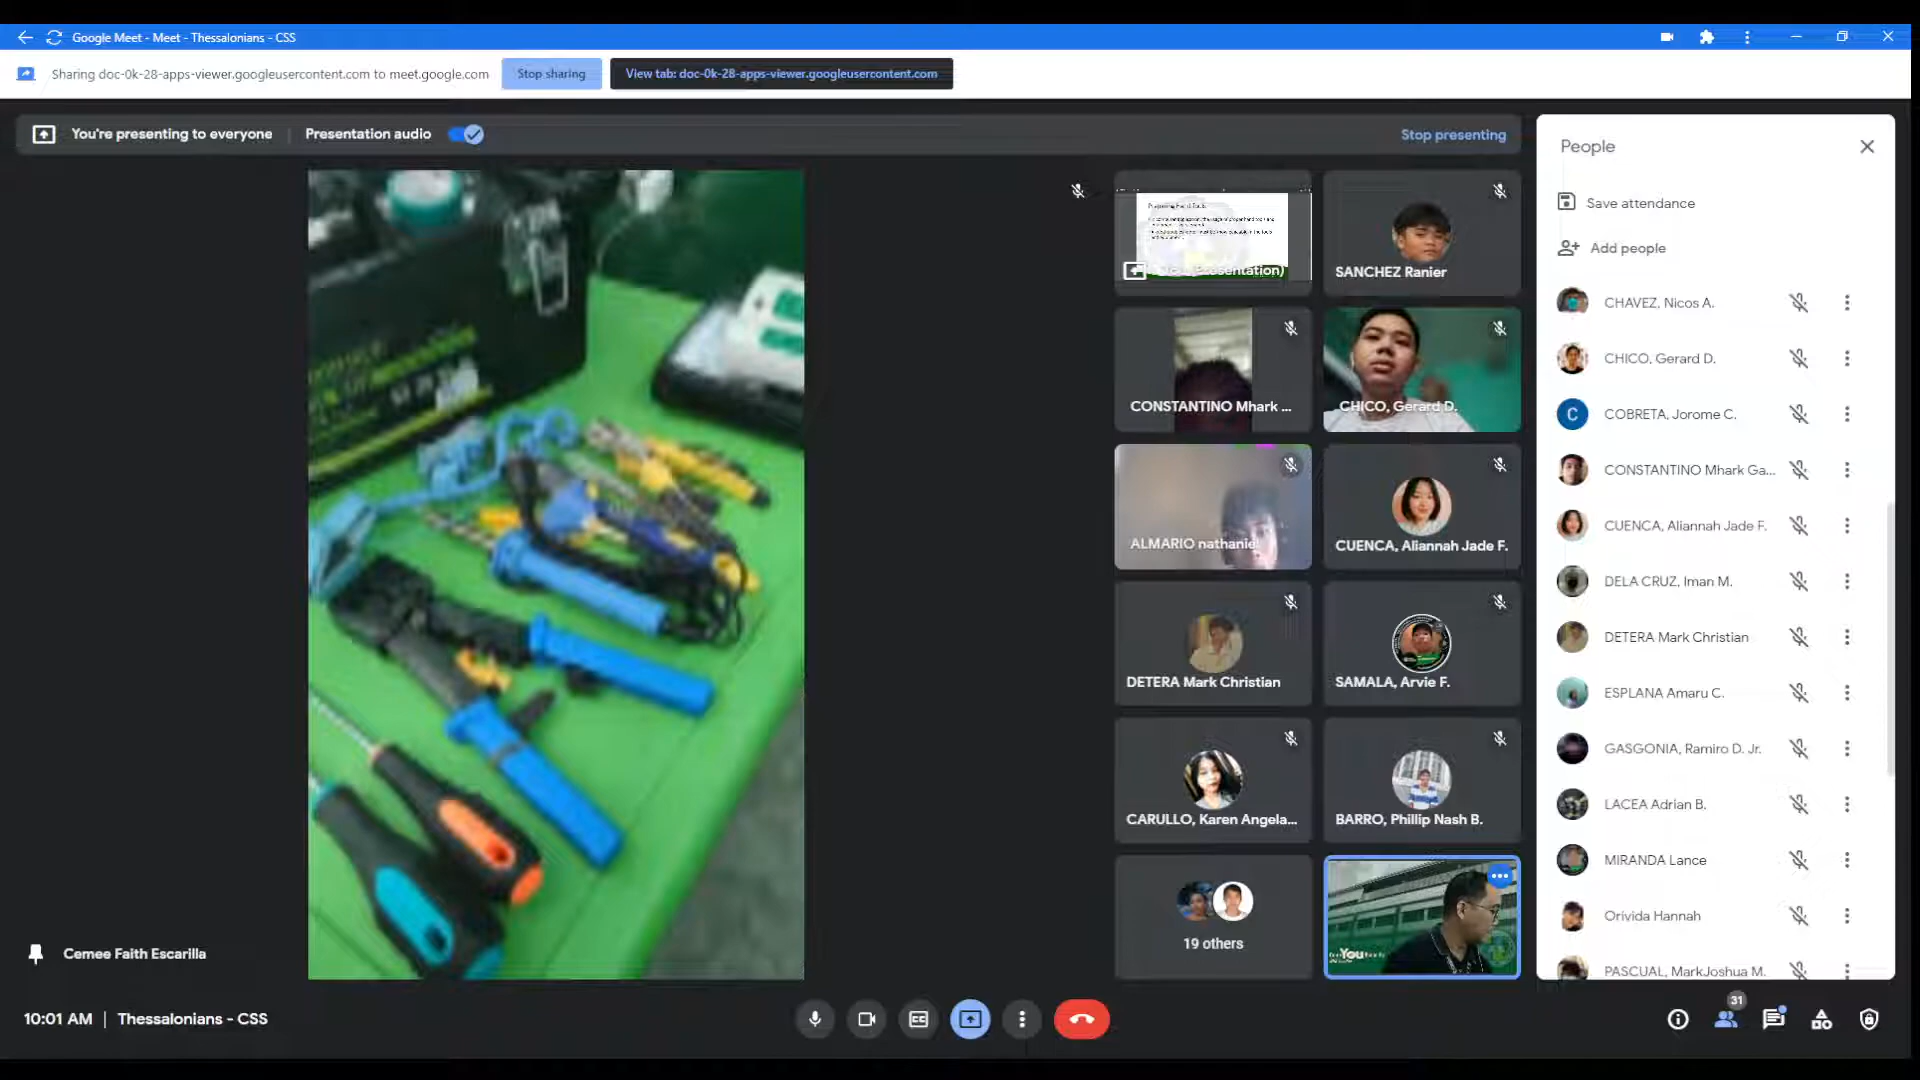 Google Meet - Meet - Thessalonians - CSS
Sharing doc-0k-28-apps-viewer.googleusercontent.com to meet.google.com
Stop sharing
View tab: doc-0k-28-apps-viewer.googleusercontent.com
You're presenting to everyone
Presentation audio
Stop presenting
Presentation)
SANCHEZ Ranier
CONSTANTINO Mhark ...
CHICO, Gerard D.
ALMARIO nathaniel
CUENCA, Aliannah Jade F.
DETERA Mark Christian
SAMALA, Arvie F.
CARULLO, Karen Angela...
BARRO, Phillip Nash B.
19 others
You
Cemee Faith Escarilla
People
Save attendance
Add people
CHAVEZ, Nicos A.
CHICO, Gerard D.
C
COBRETA, Jorome C.
CONSTANTINO Mhark Ga...
CUENCA, Aliannah Jade F.
DELA CRUZ, Iman M.
DETERA Mark Christian
ESPLANA Amaru C.
GASGONIA, Ramiro D. Jr.
LACEA Adrian B.
MIRANDA Lance
Orivida Hannah
PASCUAL, MarkJoshua M.
10:01 AM | Thessalonians - CSS
31